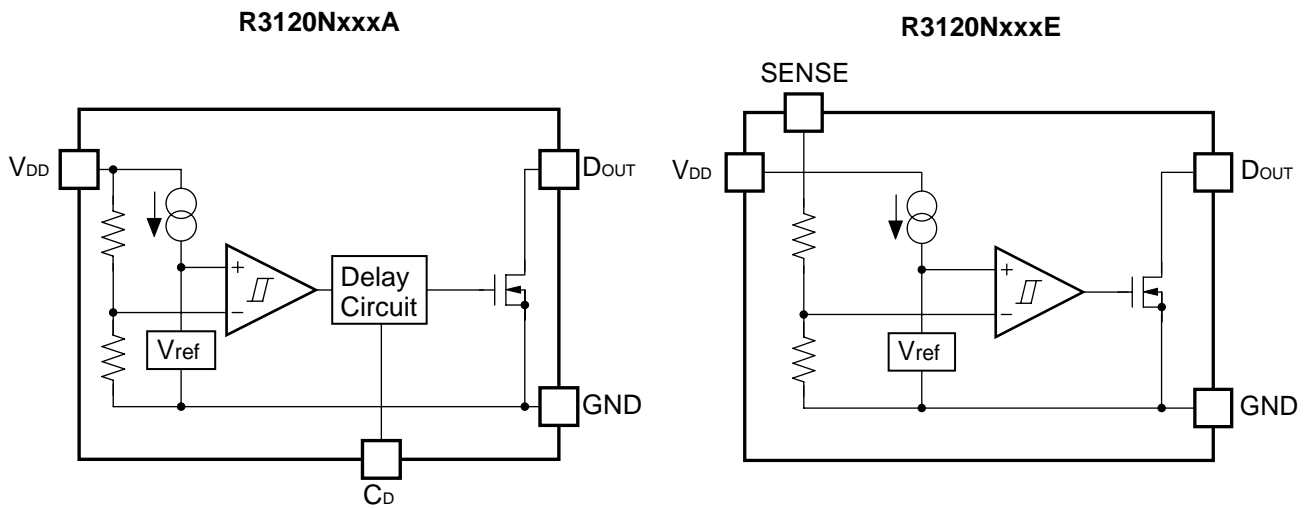 R3120NxxxA
VDD
DOUT
+
−
Delay
Circuit
Vref
GND
CD
R3120NxxxE
SENSE
VDD
DOUT
+
−
Vref
GND